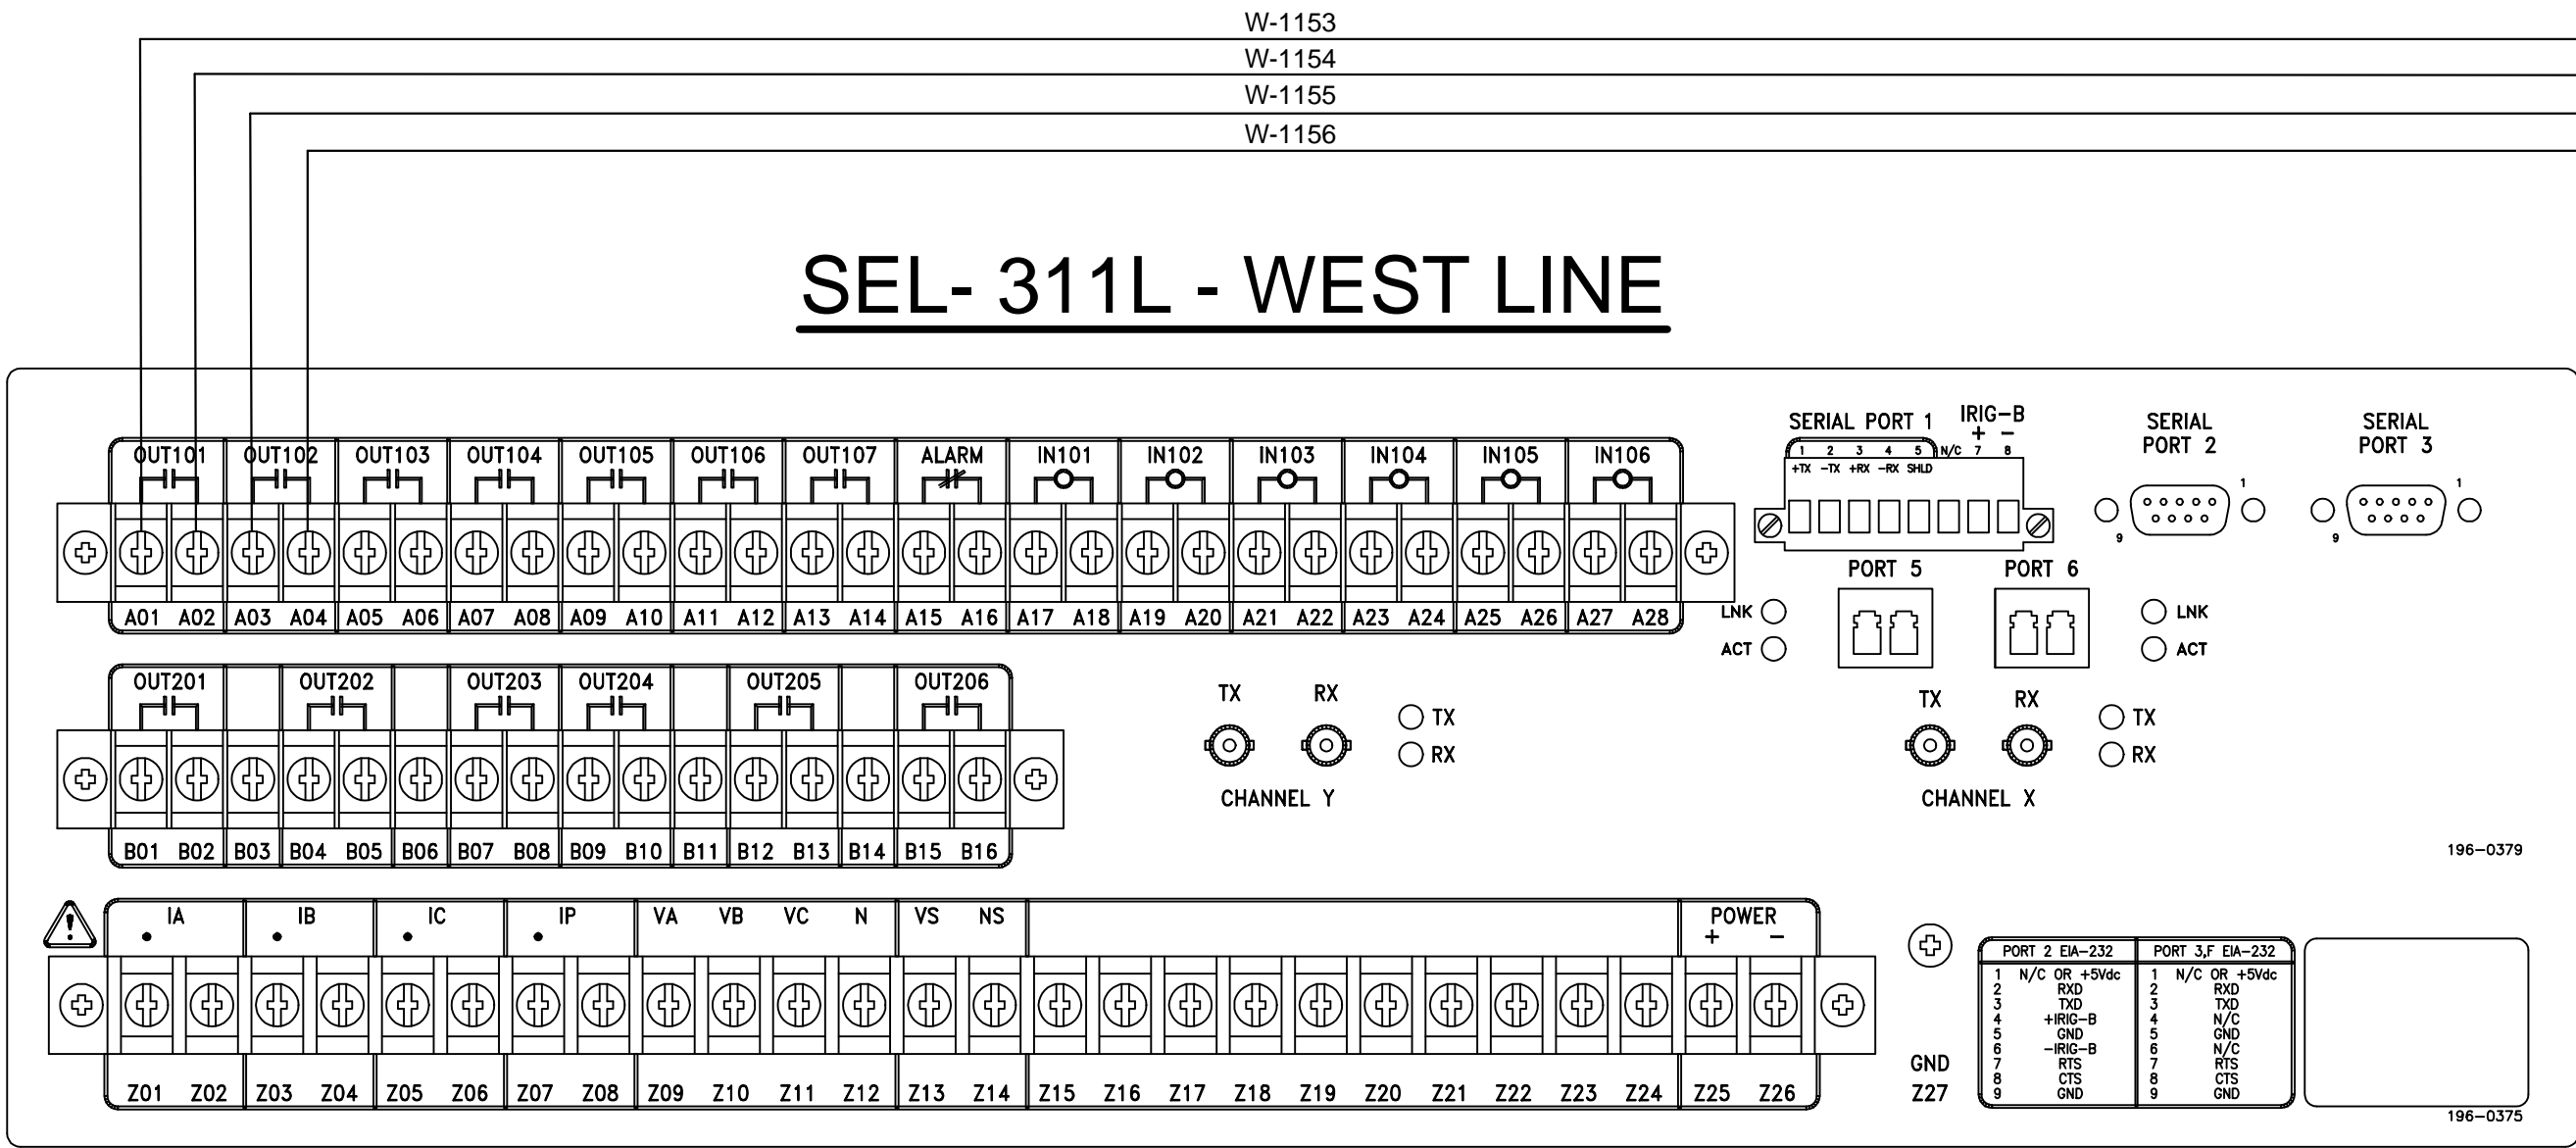 W-1153
W-1154
W-1155
W-1156
SEL- 311L - WEST LINE
OUT101 OUT102 OUT103 OUT104 OUT105 OUT106 OUT107 ALARM IN101 IN102 IN103 IN104 IN105 IN106
A01 A02 A03 A04 A05 A06 A07 A08 A09 A10 A11 A12 A13 A14 A15 A16 A17 A18 A19 A20 A21 A22 A23 A24 A25 A26 A27 A28
SERIAL PORT 1 IRIG-B
+ -
1 2 3 4 5 N/C 7 8
+TX -TX +RX -RX SHLD
SERIAL
PORT 2
1
9
SERIAL
PORT 3
1
9
PORT 5 PORT 6
LNK LNK
ACT ACT
OUT201 OUT202 OUT203 OUT204 OUT205 OUT206
B01 B02 B03 B04 B05 B06 B07 B08 B09 B10 B11 B12 B13 B14 B15 B16
TX RX TX
RX
CHANNEL Y
TX RX TX
RX
CHANNEL X
196-0379
!
IA IB IC IP VA VB VC N VS NS POWER
+ -
Z01 Z02 Z03 Z04 Z05 Z06 Z07 Z08 Z09 Z10 Z11 Z12 Z13 Z14 Z15 Z16 Z17 Z18 Z19 Z20 Z21 Z22 Z23 Z24 Z25 Z26
GND
Z27
PORT 2 EIA-232 PORT 3,F EIA-232
1 N/C OR +5Vdc 1 N/C OR +5Vdc
2 RXD 2 RXD
3 TXD 3 TXD
4 +IRIG-B 4 N/C
5 GND 5 GND
6 -IRIG-B 6 N/C
7 RTS 7 RTS
8 CTS 8 CTS
9 GND 9 GND
196-0375